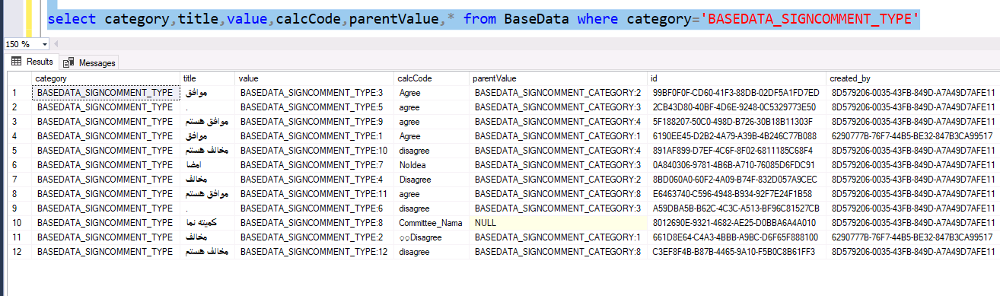 select category,title,value,calcCode,parentValue,* from BaseData where category='BASEDATA_SIGNCOMMENT_TYPE'
150 %
Results Messages
category title value calcCode parentValue id created_by
1 BASEDATA_SIGNCOMMENT_TYPE موافق BASEDATA_SIGNCOMMENT_TYPE:3 Agree BASEDATA_SIGNCOMMENT_CATEGORY:2 99BF0F0F-CD60-41F3-88DB-02DF5A1FD7ED 8D579206-0035-43FB-849D-A7A49D7AFE11
2 BASEDATA_SIGNCOMMENT_TYPE . BASEDATA_SIGNCOMMENT_TYPE:5 agree BASEDATA_SIGNCOMMENT_CATEGORY:3 2CB43D80-40BF-4D6E-9248-0C5329773E50 8D579206-0035-43FB-849D-A7A49D7AFE11
3 BASEDATA_SIGNCOMMENT_TYPE موافق هستم BASEDATA_SIGNCOMMENT_TYPE:9 agree BASEDATA_SIGNCOMMENT_CATEGORY:4 5F188207-50C0-498D-B726-30B18B11303F 8D579206-0035-43FB-849D-A7A49D7AFE11
4 BASEDATA_SIGNCOMMENT_TYPE موافق BASEDATA_SIGNCOMMENT_TYPE:1 Agree BASEDATA_SIGNCOMMENT_CATEGORY:1 6190EE45-D2B2-4A79-A39B-4B246C77B088 6290777B-76F7-44B5-BE32-847B3CA99517
5 BASEDATA_SIGNCOMMENT_TYPE مخالف هستم BASEDATA_SIGNCOMMENT_TYPE:10 disagree BASEDATA_SIGNCOMMENT_CATEGORY:4 891AF899-D7EF-4C6F-8F02-6811185C68F4 8D579206-0035-43FB-849D-A7A49D7AFE11
6 BASEDATA_SIGNCOMMENT_TYPE امضا BASEDATA_SIGNCOMMENT_TYPE:7 NoIdea BASEDATA_SIGNCOMMENT_CATEGORY:3 0A840306-9781-4B6B-A710-76085D6FDC91 8D579206-0035-43FB-849D-A7A49D7AFE11
7 BASEDATA_SIGNCOMMENT_TYPE مخالف BASEDATA_SIGNCOMMENT_TYPE:4 Disagree BASEDATA_SIGNCOMMENT_CATEGORY:2 8BD060A0-60F2-4A09-B74F-832D057A9CEC 8D579206-0035-43FB-849D-A7A49D7AFE11
8 BASEDATA_SIGNCOMMENT_TYPE موافق هستم BASEDATA_SIGNCOMMENT_TYPE:11 agree BASEDATA_SIGNCOMMENT_CATEGORY:8 E6463740-C596-4948-B934-92F7E24F1B58 8D579206-0035-43FB-849D-A7A49D7AFE11
9 BASEDATA_SIGNCOMMENT_TYPE . BASEDATA_SIGNCOMMENT_TYPE:6 disagree BASEDATA_SIGNCOMMENT_CATEGORY:3 A59DBA5B-B62C-4C3C-A513-BF96C81527CB 8D579206-0035-43FB-849D-A7A49D7AFE11
10 BASEDATA_SIGNCOMMENT_TYPE کمیته نما BASEDATA_SIGNCOMMENT_TYPE:8 Committee_Nama NULL 8012690E-9321-4682-AE25-D0BBA6A4A010 8D579206-0035-43FB-849D-A7A49D7AFE11
11 BASEDATA_SIGNCOMMENT_TYPE مخالف BASEDATA_SIGNCOMMENT_TYPE:2 Disagree BASEDATA_SIGNCOMMENT_CATEGORY:1 661D8E64-C4A3-4BBB-A9BC-D6F65F888100 6290777B-76F7-44B5-BE32-847B3CA99517
12 BASEDATA_SIGNCOMMENT_TYPE مخالف هستم BASEDATA_SIGNCOMMENT_TYPE:12 disagree BASEDATA_SIGNCOMMENT_CATEGORY:8 C3EF8F4B-B87B-4465-9A10-F5B0C8B61FF3 8D579206-0035-43FB-849D-A7A49D7AFE11